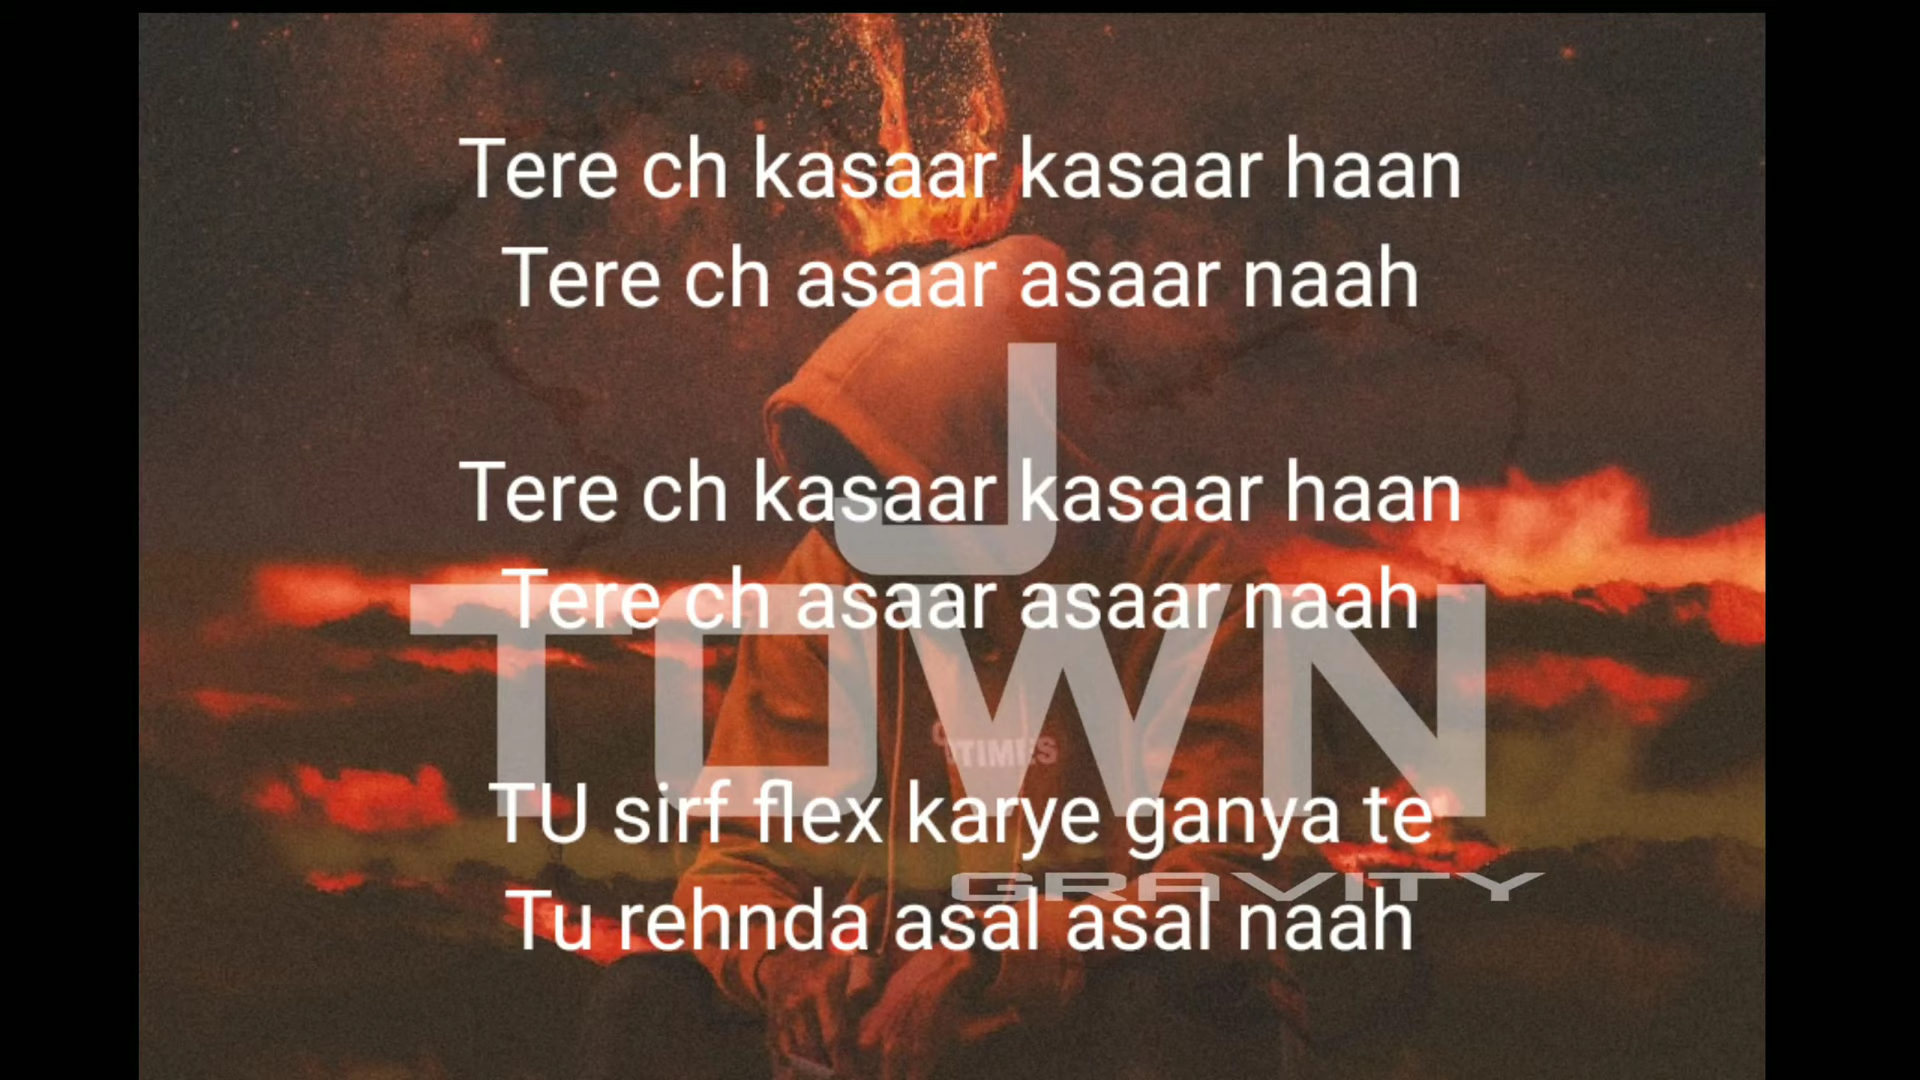 Tere ch kasaar kasaar haan
Tere ch asaar asaar naah
J
Tere ch kasaar kasaar haan
Tere ch asaar asaar naah
TOWN
TIMES
TU sirf flex karye ganya te
GRAVITY
Tu rehnda asal asal naah